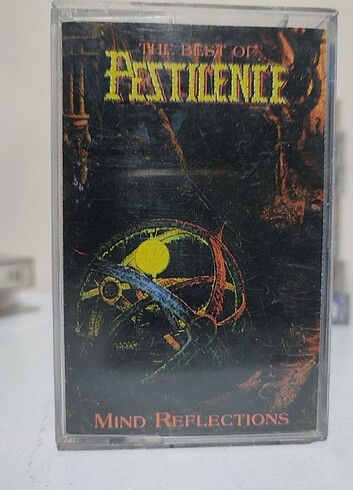 THE BEST OF
PESTILENCE
MIND REFLECTIONS